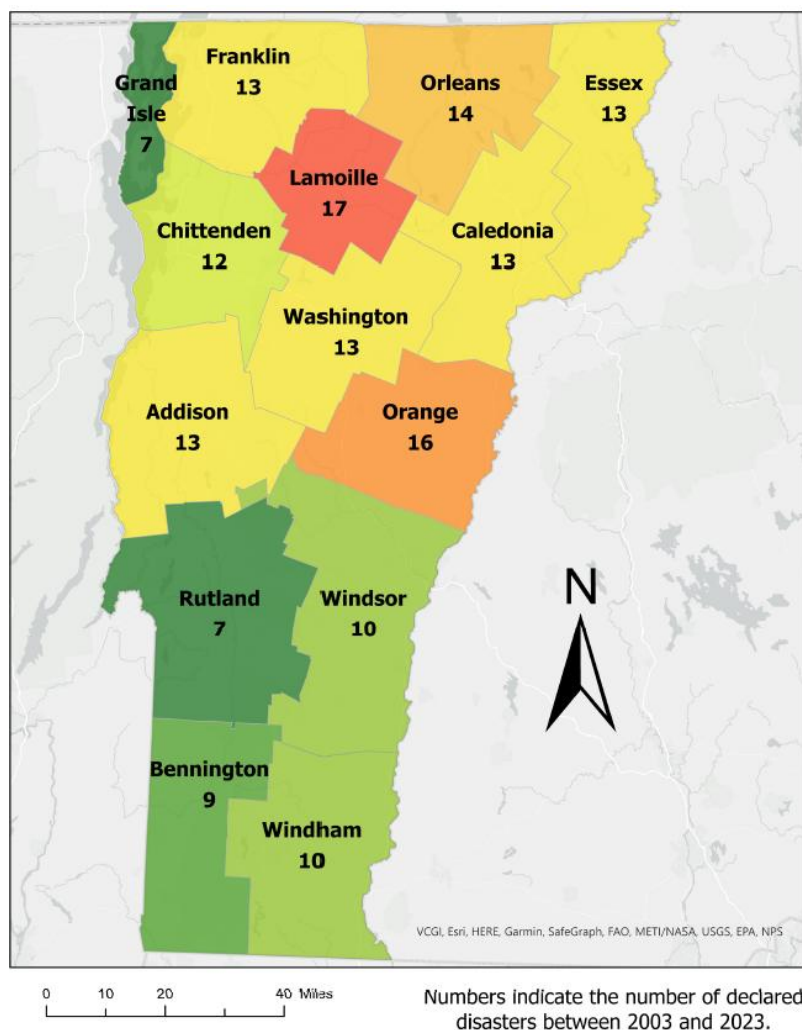 Franklin
13
Grand
Isle
7
Orleans
14
Essex
13
Lamoille
17
Chittenden
12
Caledonia
13
Washington
13
Addison
13
Orange
16
Rutland
7
Windsor
10
N
Bennington
9
Windham
10
VCGI, Esri, HERE, Garmin, SafeGraph, FAO, METI/NASA, USGS, EPA, NPS
0 10 20 40 Miles
Numbers indicate the number of declared
disasters between 2003 and 2023.